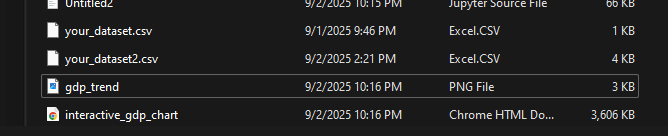 Untitled2 9/2/2025 10:15 PM Jupyter Source File 66 KB
your_dataset.csv 9/1/2025 9:46 PM Excel.CSV 1 KB
your_dataset2.csv 9/2/2025 2:21 PM Excel.CSV 4 KB
gdp_trend 9/2/2025 10:16 PM PNG File 3 KB
interactive_gdp_chart 9/2/2025 10:16 PM Chrome HTML Do... 3,606 KB